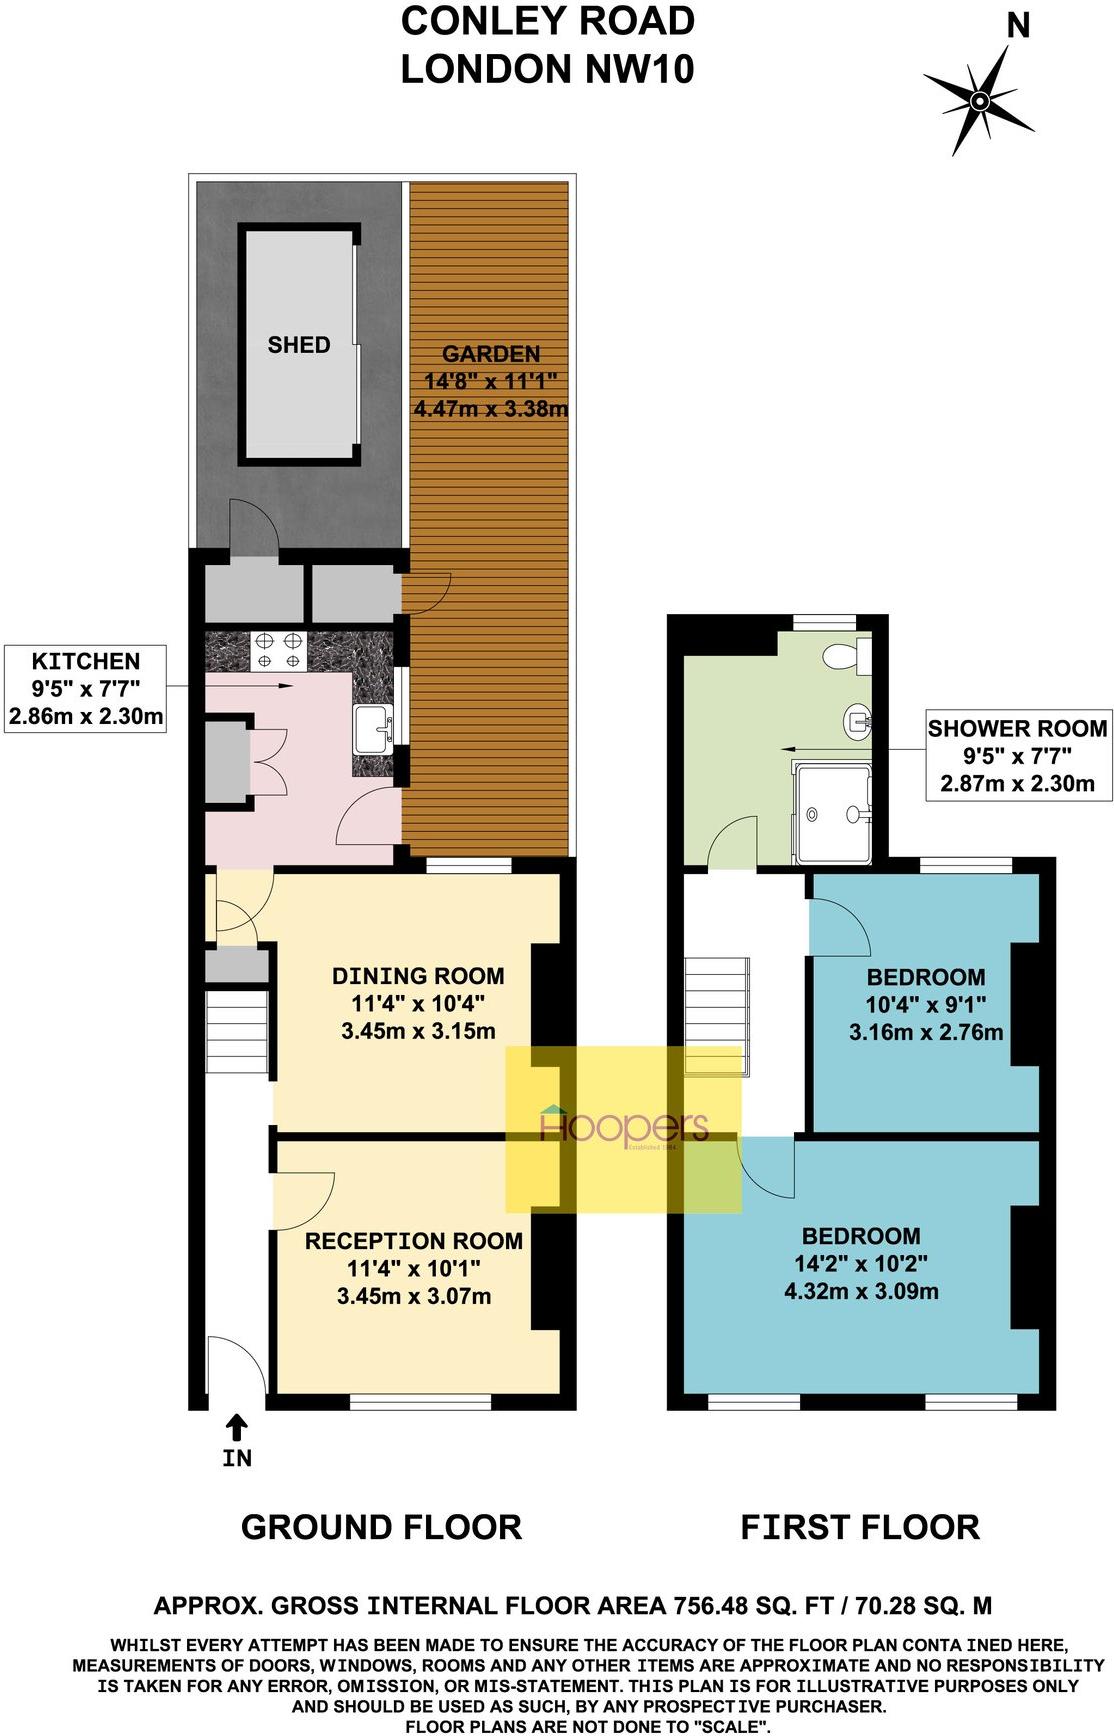 CONLEY ROAD
LONDON NW10
N
SHED
GARDEN
14'8" x 11'1"
4.47m x 3.38m
KITCHEN
9'5" x 7'7"
2.86m x 2.30m
SHOWER ROOM
9'5" x 7'7"
2.87m x 2.30m
DINING ROOM
11'4" x 10'4"
3.45m x 3.15m
BEDROOM
10'4" x 9'1"
3.16m x 2.76m
Hoopers
Established 1984
RECEPTION ROOM
11'4" x 10'1"
3.45m x 3.07m
BEDROOM
14'2" x 10'2"
4.32m x 3.09m
IN
GROUND FLOOR
FIRST FLOOR
APPROX. GROSS INTERNAL FLOOR AREA 756.48 SQ. FT / 70.28 SQ. M
WHILST EVERY ATTEMPT HAS BEEN MADE TO ENSURE THE ACCURACY OF THE FLOOR PLAN CONTA INED HERE,
MEASUREMENTS OF DOORS, WINDOWS, ROOMS AND ANY OTHER ITEMS ARE APPROXIMATE AND NO RESPONSIBILITY
IS TAKEN FOR ANY ERROR, OMISSION, OR MIS-STATEMENT. THIS PLAN IS FOR ILLUSTRATIVE PURPOSES ONLY
AND SHOULD BE USED AS SUCH, BY ANY PROSPECTIVE PURCHASER.
FLOOR PLANS ARE NOT DONE TO "SCALE".